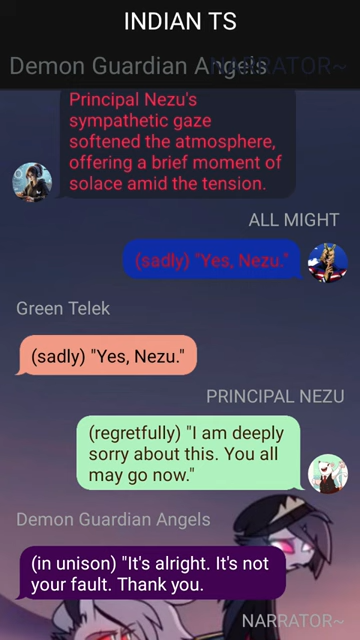 INDIAN TS
Demon Guardian Angels
NARRATOR~
Principal Nezu's
sympathetic gaze
softened the atmosphere,
offering a brief moment of
solace amid the tension.
ALL MIGHT
(sadly) "Yes, Nezu."
Green Telek
(sadly) "Yes, Nezu."
PRINCIPAL NEZU
(regretfully) "I am deeply
sorry about this. You all
may go now."
Demon Guardian Angels
(in unison) "It's alright. It's not
your fault. Thank you.
NARRATOR~